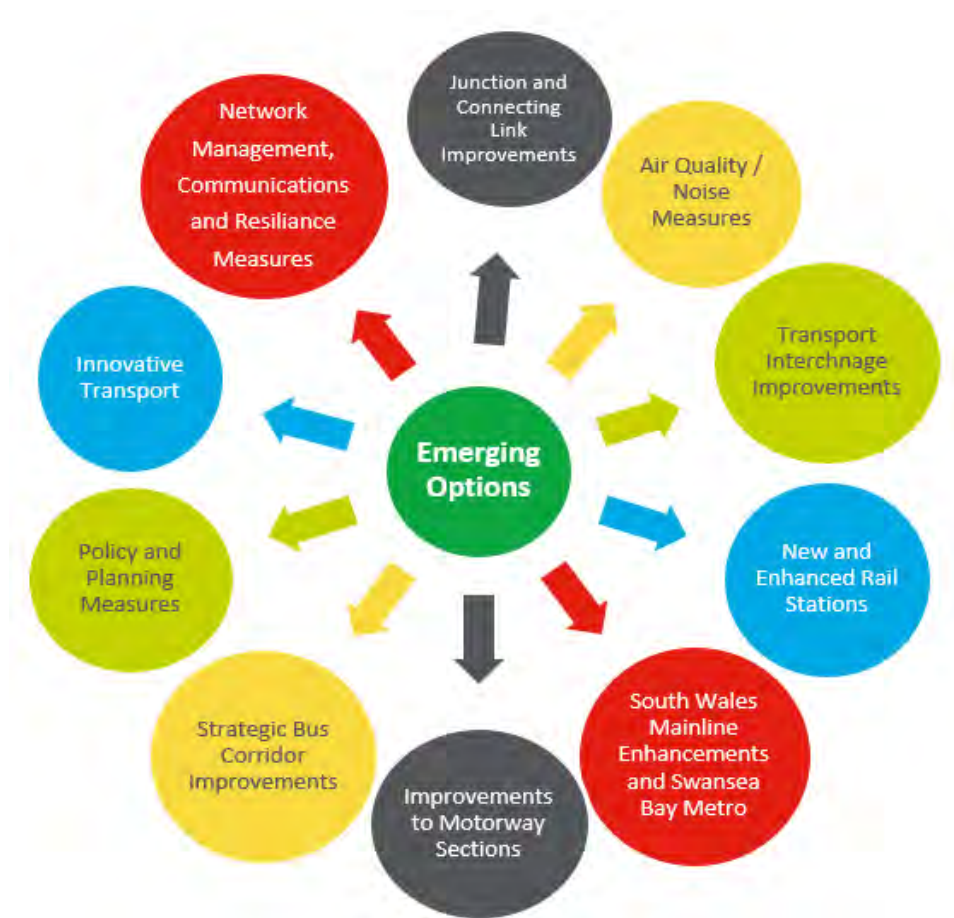 Junction and
Connecting
Link
Improvements
Air Quality /
Noise
Measures
Transport
Interchnage
Improvements
New and
Enhanced Rail
Stations
South Wales
Mainline
Enhancements
and Swansea
Bay Metro
Improvements
to Motorway
Sections
Strategic Bus
Corridor
Improvements
Policy and
Planning
Measures
Innovative
Transport
Network
Management,
Communications
and Resiliance
Measures
Emerging
Options